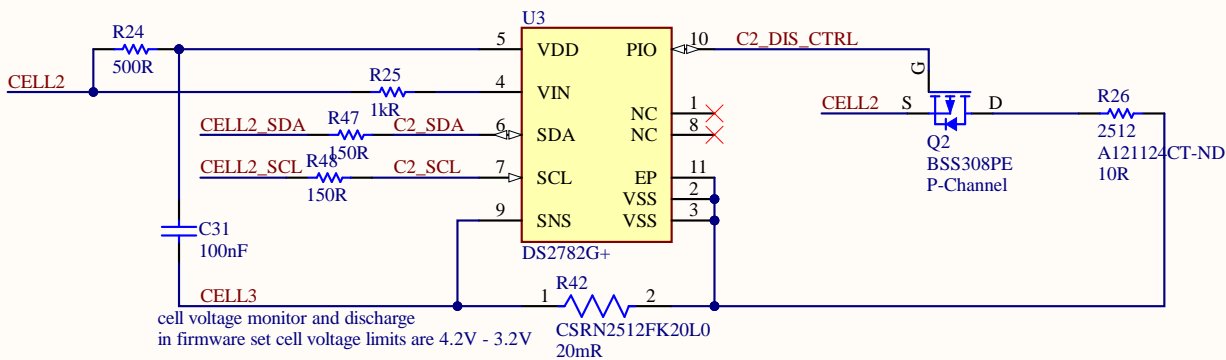 U3
R24
500R
5
VDD
PIO
10
C2_DIS_CTRL
G
CELL2
R25
1kR
4
VIN
CELL2
S
D
R26
2512
A121124CT-ND
10R
NC
1
NC
8
Q2
BSS308PE
P-Channel
CELL2_SDA
R47
150R
C2_SDA
6
SDA
CELL2_SCL
R48
150R
C2_SCL
7
SCL
EP
11
VSS
2
VSS
3
9
SNS
C31
100nF
DS2782G+
CELL3
R42
1
2
CSRN2512FK20L0
20mR
cell voltage monitor and discharge
in firmware set cell voltage limits are 4.2V - 3.2V